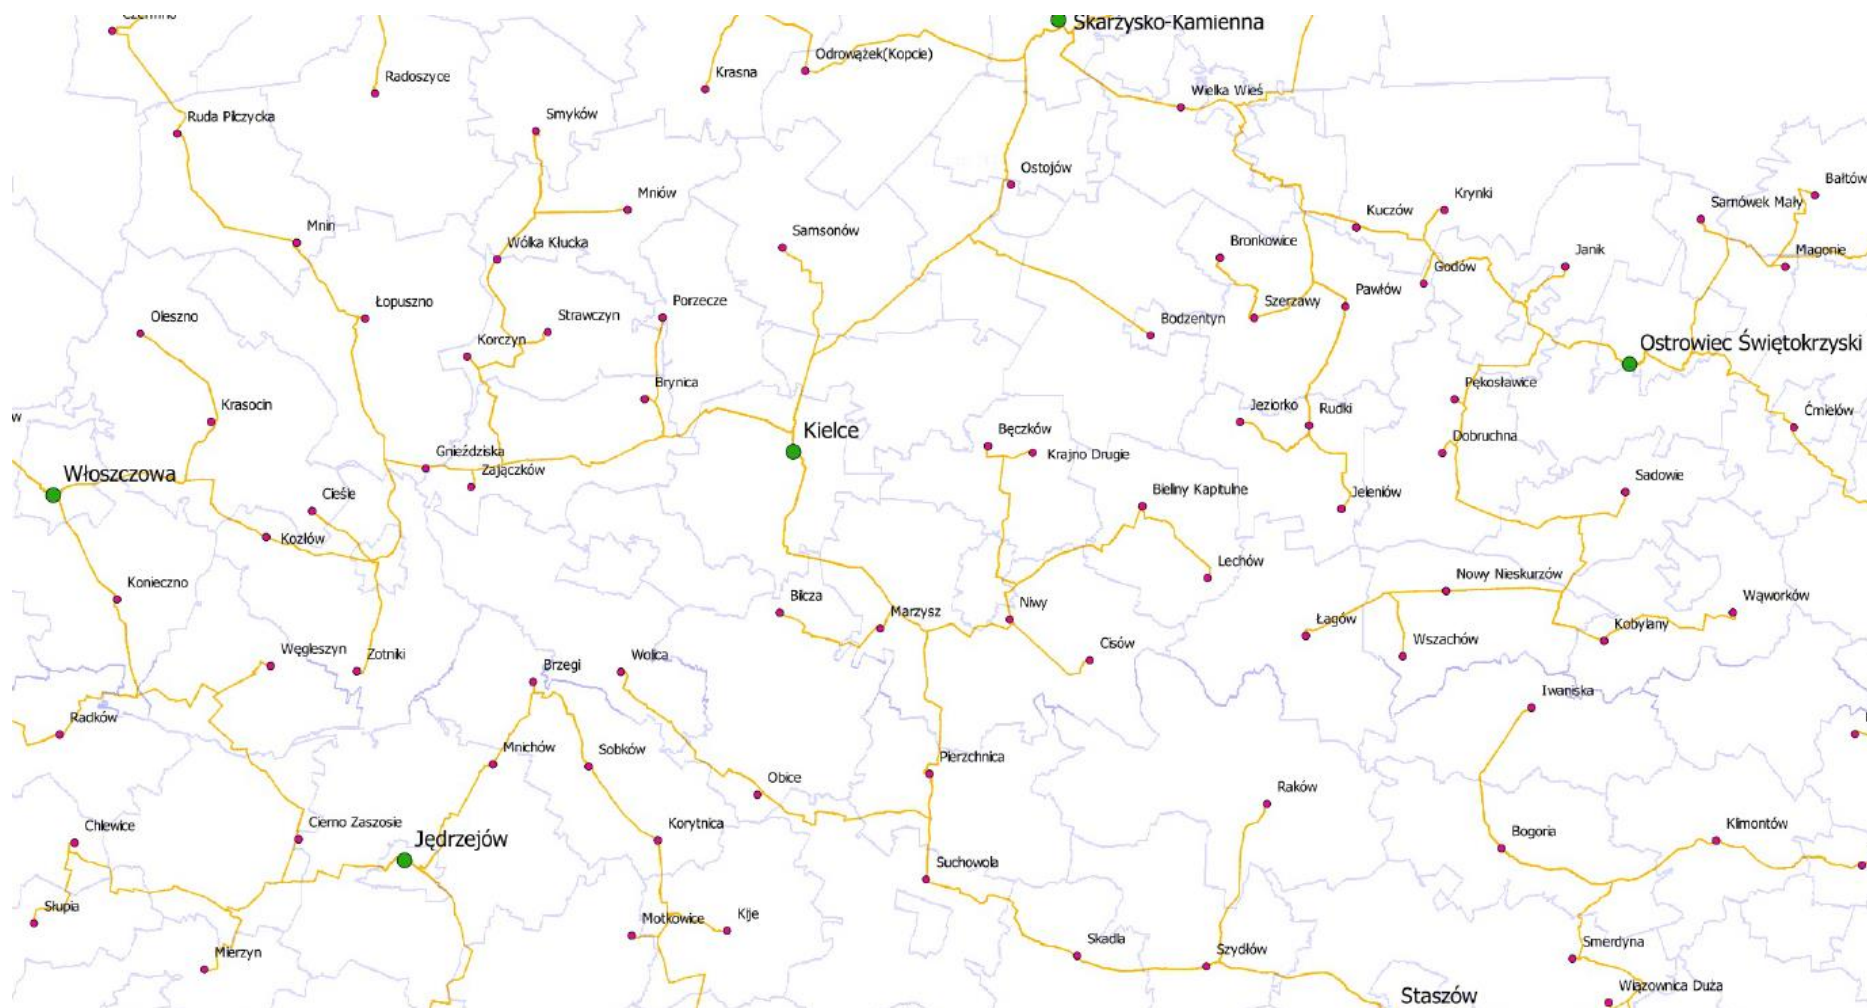 Skarżysko-Kamienna
Odrowążek(Kopcie)
Krasna
Radoszyce
Wielka Wieś
Ruda Pilczycka
Smyków
Ostojów
Bałtów
Mniów
Krynki
Sarnówek Mały
Kuczów
Mnin
Wólka Kłucka
Samsonów
Bronkowice
Janik
Magonie
Godów
Łopuszno
Porzecze
Szerzawy
Pawłów
Oleszno
Strawczyn
Bodzentyn
Korczyn
Ostrowiec Świętokrzyski
Brynica
Pękosławice
Krasocin
Jeziorko
Rudki
Ćmielów
w
Kielce
Bęczków
Dobruchna
Gnieździska
Krajno Drugie
Włoszczowa
Zajączków
Sadowie
Cieśle
Bieliny Kapitulne
Jeleniów
Kozłów
Lechów
Konieczno
Nowy Nieskurzów
Bilcza
Marzysz
Niwy
Wąworków
Łagów
Kobylany
Wszachów
Węgleszyn
Żotniki
Brzegi
Wolica
Cisów
Iwaniska
Radków
Mnichów
Sobków
Pierzchnica
Obice
Raków
Chlewice
Cierno Zaszosie
Jędrzejów
Korytnica
Bogoria
Klimontów
Suchowola
Słupia
Motkowice
Kije
Mierzyn
Skadla
Szydłów
Smerdyna
Staszów
Wiązownica Duża